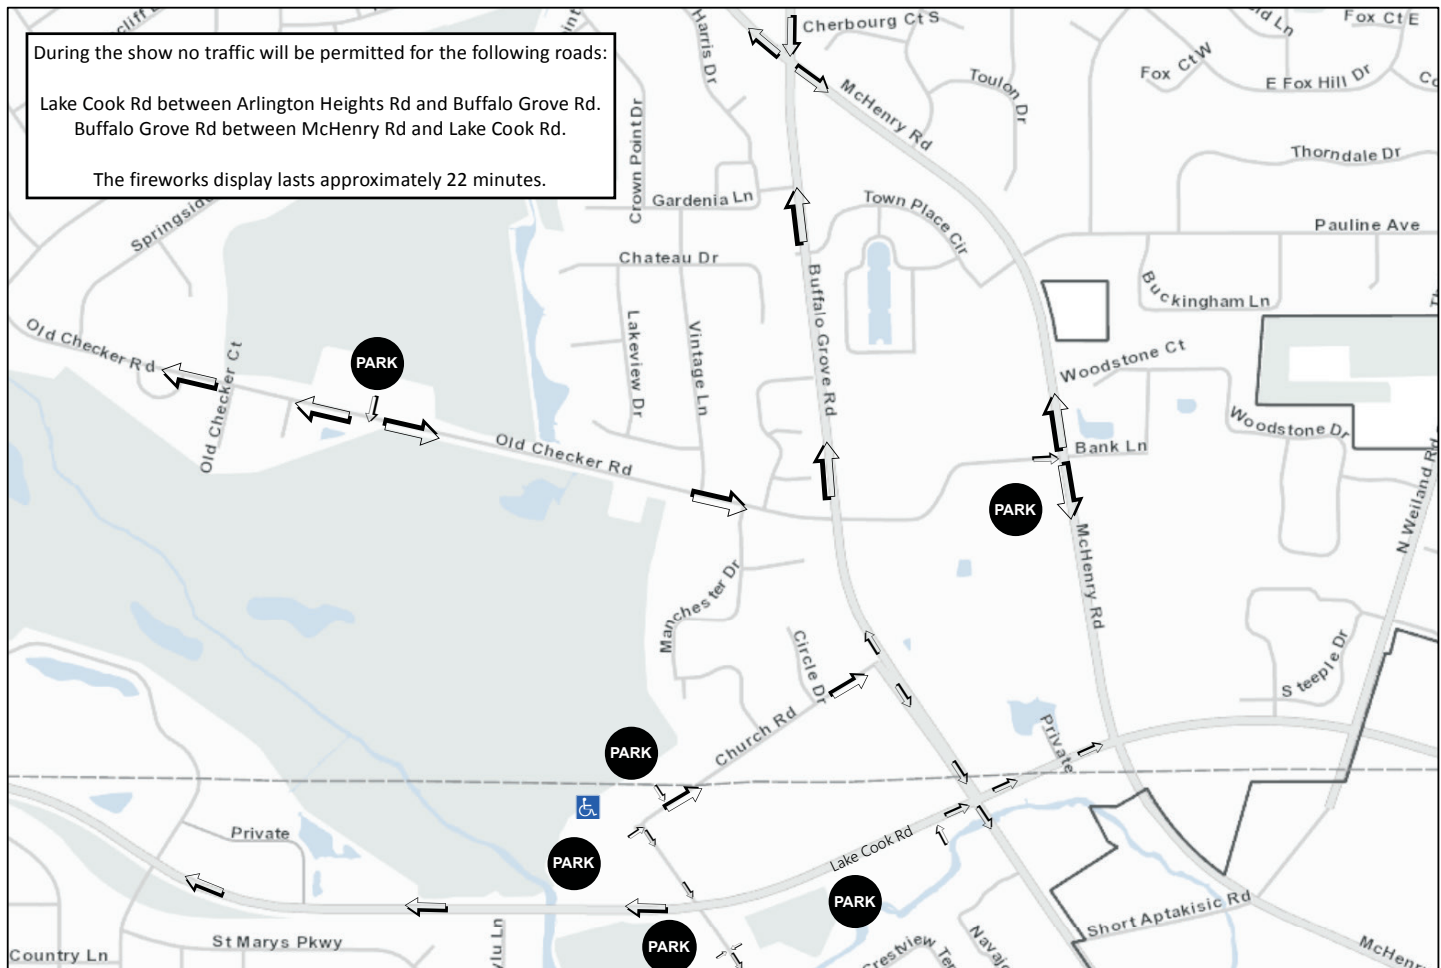 During the show no traffic will be permitted for the following roads:
Lake Cook Rd between Arlington Heights Rd and Buffalo Grove Rd.
Buffalo Grove Rd between McHenry Rd and Lake Cook Rd.
The fireworks display lasts approximately 22 minutes.
Harris Dr
Cherbourg Ct S
Fox Ct E
Fox Ct W
E Fox Hill Dr
Toulon Dr
McHenry Rd
Crown Point Dr
Thorndale Dr
Gardenia Ln
Town Place Cir
Pauline Ave
Springside
Chateau Dr
Buckingham Ln
Buffalo Grove Rd
Lakeview Dr
Vintage Ln
Old Checker Rd
PARK
Old Checker Ct
Woodstone Ct
Woodstone Dr
Old Checker Rd
Bank Ln
PARK
N Weiland Rd
McHenry Rd
Manchester Dr
Circle Dr
Steeple Dr
Church Rd
Private
PARK
Private
Lake Cook Rd
PARK
PARK
Short Aptakisic Rd
St Marys Pkwy
PARK
Country Ln
Crestview Ter